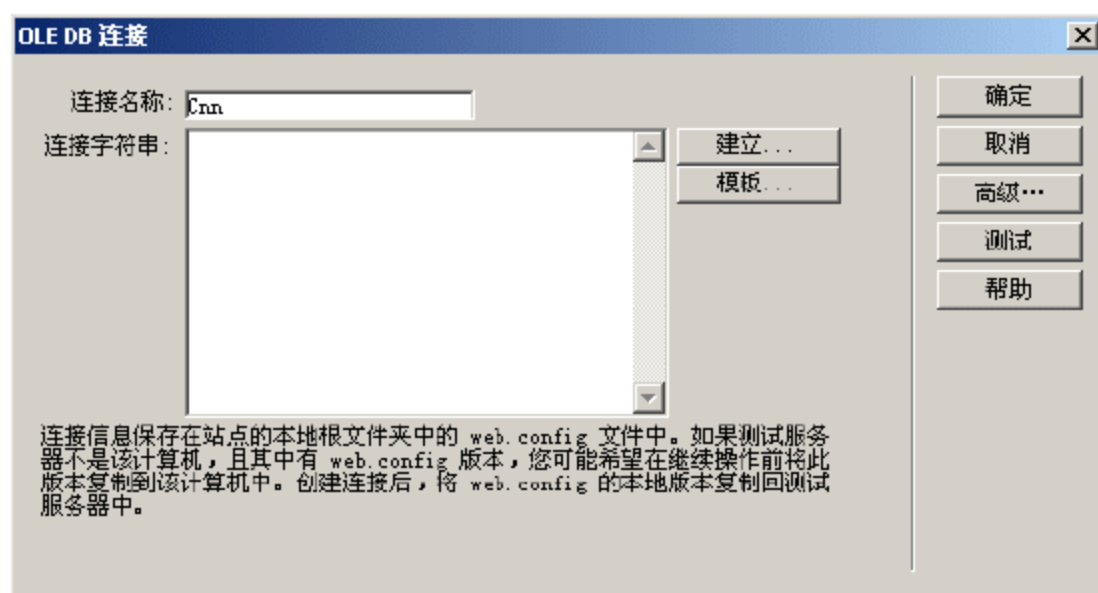 OLE DB 连接
连接名称: Cnn
确定
连接字符串:
建立...
取消
模板...
高级…
测试
帮助
连接信息保存在站点的本地根文件夹中的 web.config 文件中。如果测试服务
器不是该计算机，且其中有 web.config 版本，您可能希望在继续操作前将此
版本复制到该计算机中。创建连接后，将 web.config 的本地版本复制回测试
服务器中。